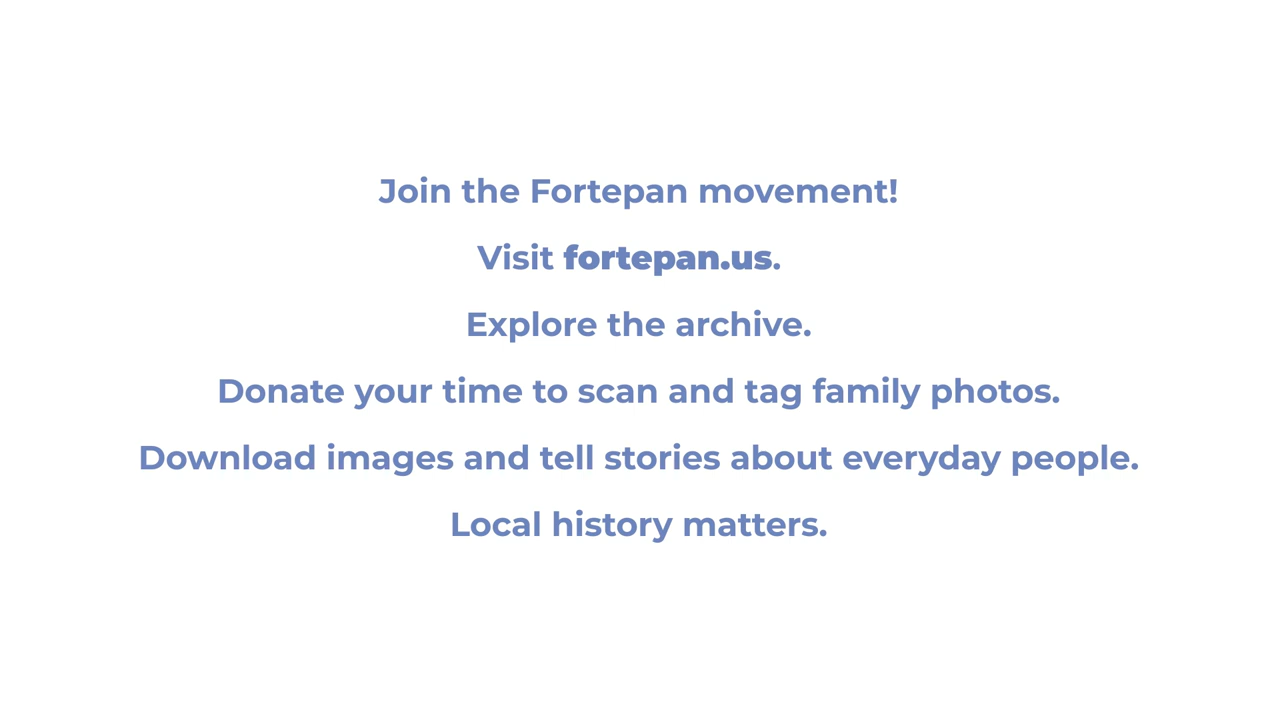 Join the Fortepan movement!
Visit fortepan.us.
Explore the archive.
Donate your time to scan and tag family photos.
Download images and tell stories about everyday people.
Local history matters.